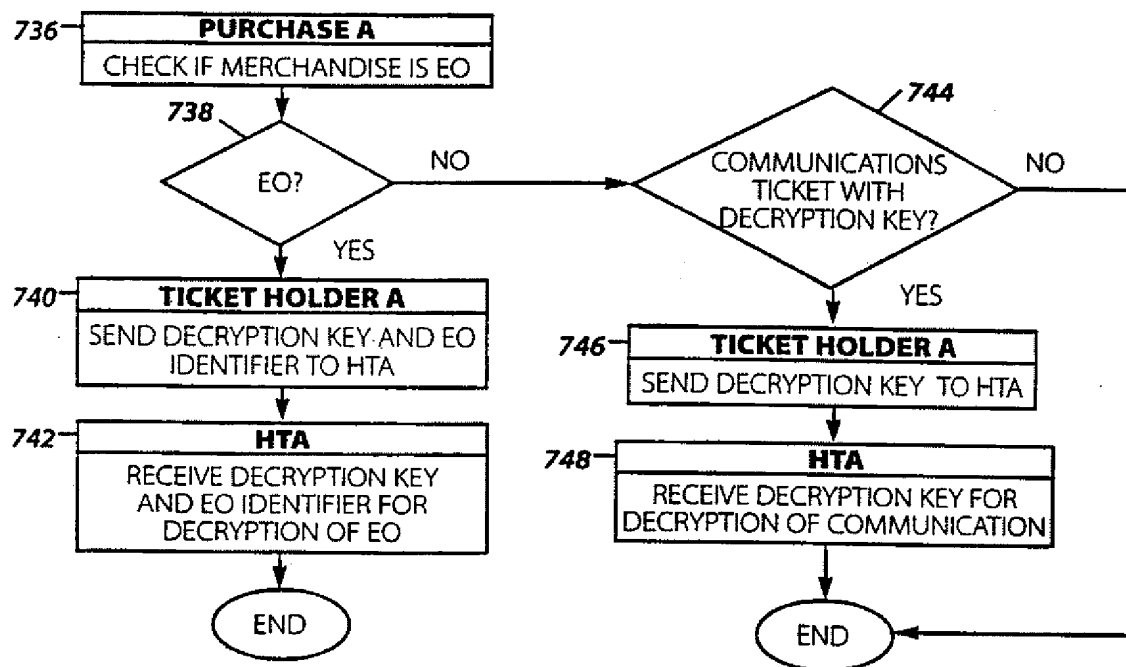 736
PURCHASE A
CHECK IF MERCHANDISE IS EO
738
EO?
NO
YES
740
TICKET HOLDER A
SEND DECRYPTION KEY AND EO
IDENTIFIER TO HTA
742
HTA
RECEIVE DECRYPTION KEY
AND EO IDENTIFIER FOR
DECRYPTION OF EO
END
744
COMMUNICATIONS
TICKET WITH
DECRYPTION KEY?
NO
YES
746
TICKET HOLDER A
SEND DECRYPTION KEY TO HTA
748
HTA
RECEIVE DECRYPTION KEY FOR
DECRYPTION OF COMMUNICATION
END